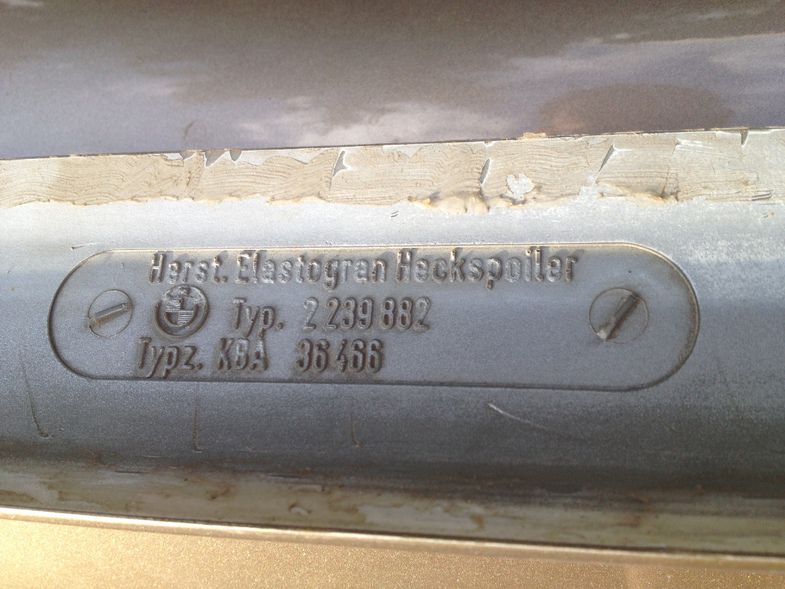 Herst. Elastogran Heckspoiler
Typ. 2 239 882
Typz. KBA 36 466